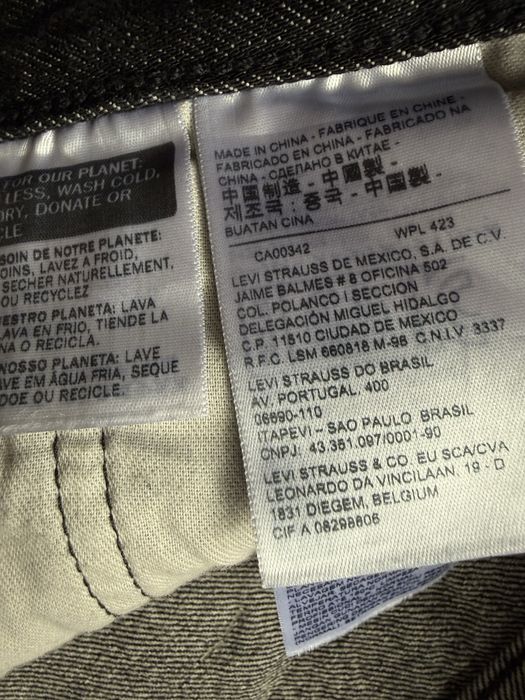 FOR OUR PLANET:
LESS, WASH COLD,
DRY, DONATE OR
CLE
SOIN DE NOTRE PLANETE:
OINS, LAVEZ A FROID,
SECHER NATURELLEMENT,
OU RECYCLEZ
ESTRO PLANETA: LAVA
AVA EN FRIO, TIENDE LA
NA O RECICLA.
NOSSO PLANETA: LAVE
AVE EM ÁGUA FRIA, SEQUE
DOE OU RECICLE.
MADE IN CHINA - FABRIQUE EN CHINE -
FABRICADO EN CHINA - FABRICADO NA
CHINA - СДЕЛАНО В КИТАЕ -
中国制造 - 中國製 -
제조국: 중국 - 中國製 -
BUATAN CINA
CA00342 WPL 423
LEVI STRAUSS DE MEXICO, S.A. DE C.V.
JAIME BALMES # 8 OFICINA 502
COL. POLANCO I SECCION
DELEGACIÓN MIGUEL HIDALGO
C.P. 11510 CIUDAD DE MEXICO
R.F.C. LSM 660818 M-98 C.N.I.V 3337
LEVI STRAUSS DO BRASIL
AV. PORTUGAL, 400
06690-110
ITAPEVI - SAO PAULO BRASIL
CNPJ: 43.351.097/0001-90
LEVI STRAUSS & CO. EU SCA/CVA
LEONARDO DA VINCILAAN, 19 - D
1831 DIEGEM, BELGIUM
CIF A 08298806